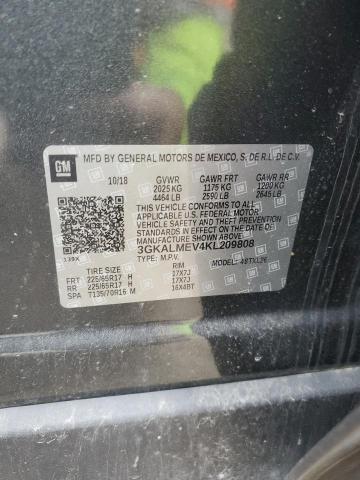 GM
MFD BY GENERAL MOTORS DE MEXICO, S. DE R.L. DE C.V.
10/18 GVWR GAWR FRT GAWR RR
2025 KG 1175 KG 1200 KG
4464 LB 2590 LB 2645 LB
THIS VEHICLE CONFORMS TO ALL
APPLICABLE U.S. FEDERAL MOTOR
VEHICLE SAFETY, BUMPER, AND
THEFT PREVENTION STANDARDS IN
EFFECT ON THE DATE OF
MANUFACTURE SHOWN ABOVE.
3GKALMEV4KL209808
TYPE: M.P.V. MODEL: 4STXL26
FRT 225/65R17 H 17X7J
RR 225/65R17 H 17X7J
SPA T135/70R16 M 16X4BT